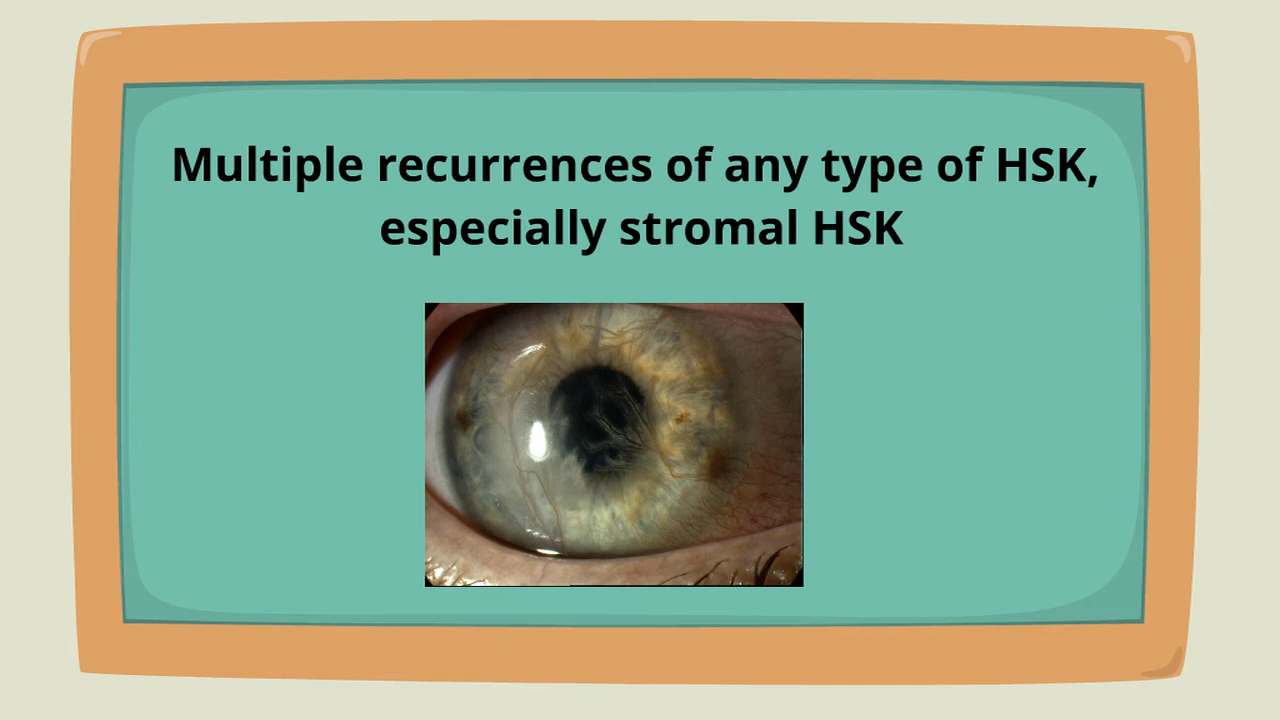 Multiple recurrences of any type of HSK,
especially stromal HSK